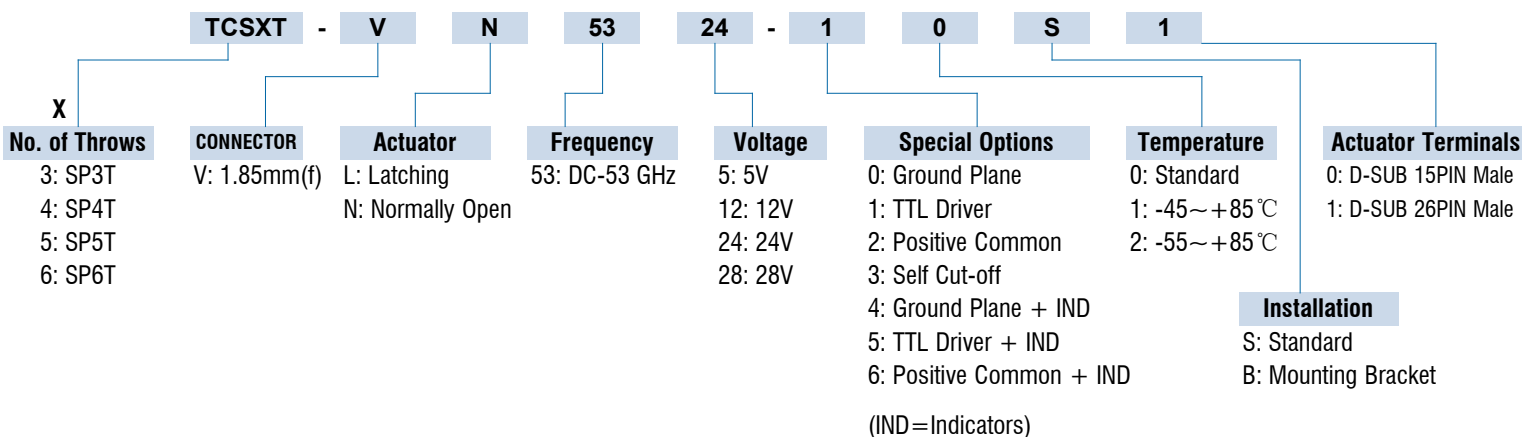 TCSXT - V N 53 24 - 1 0 S 1
X
No. of Throws
3: SP3T
4: SP4T
5: SP5T
6: SP6T
CONNECTOR
V: 1.85mm(f)
Actuator
L: Latching
N: Normally Open
Frequency
53: DC-53 GHz
Voltage
5: 5V
12: 12V
24: 24V
28: 28V
Special Options
0: Ground Plane
1: TTL Driver
2: Positive Common
3: Self Cut-off
4: Ground Plane + IND
5: TTL Driver + IND
6: Positive Common + IND
(IND=Indicators)
Temperature
0: Standard
1: -45~+85℃
2: -55~+85℃
Installation
S: Standard
B: Mounting Bracket
Actuator Terminals
0: D-SUB 15PIN Male
1: D-SUB 26PIN Male